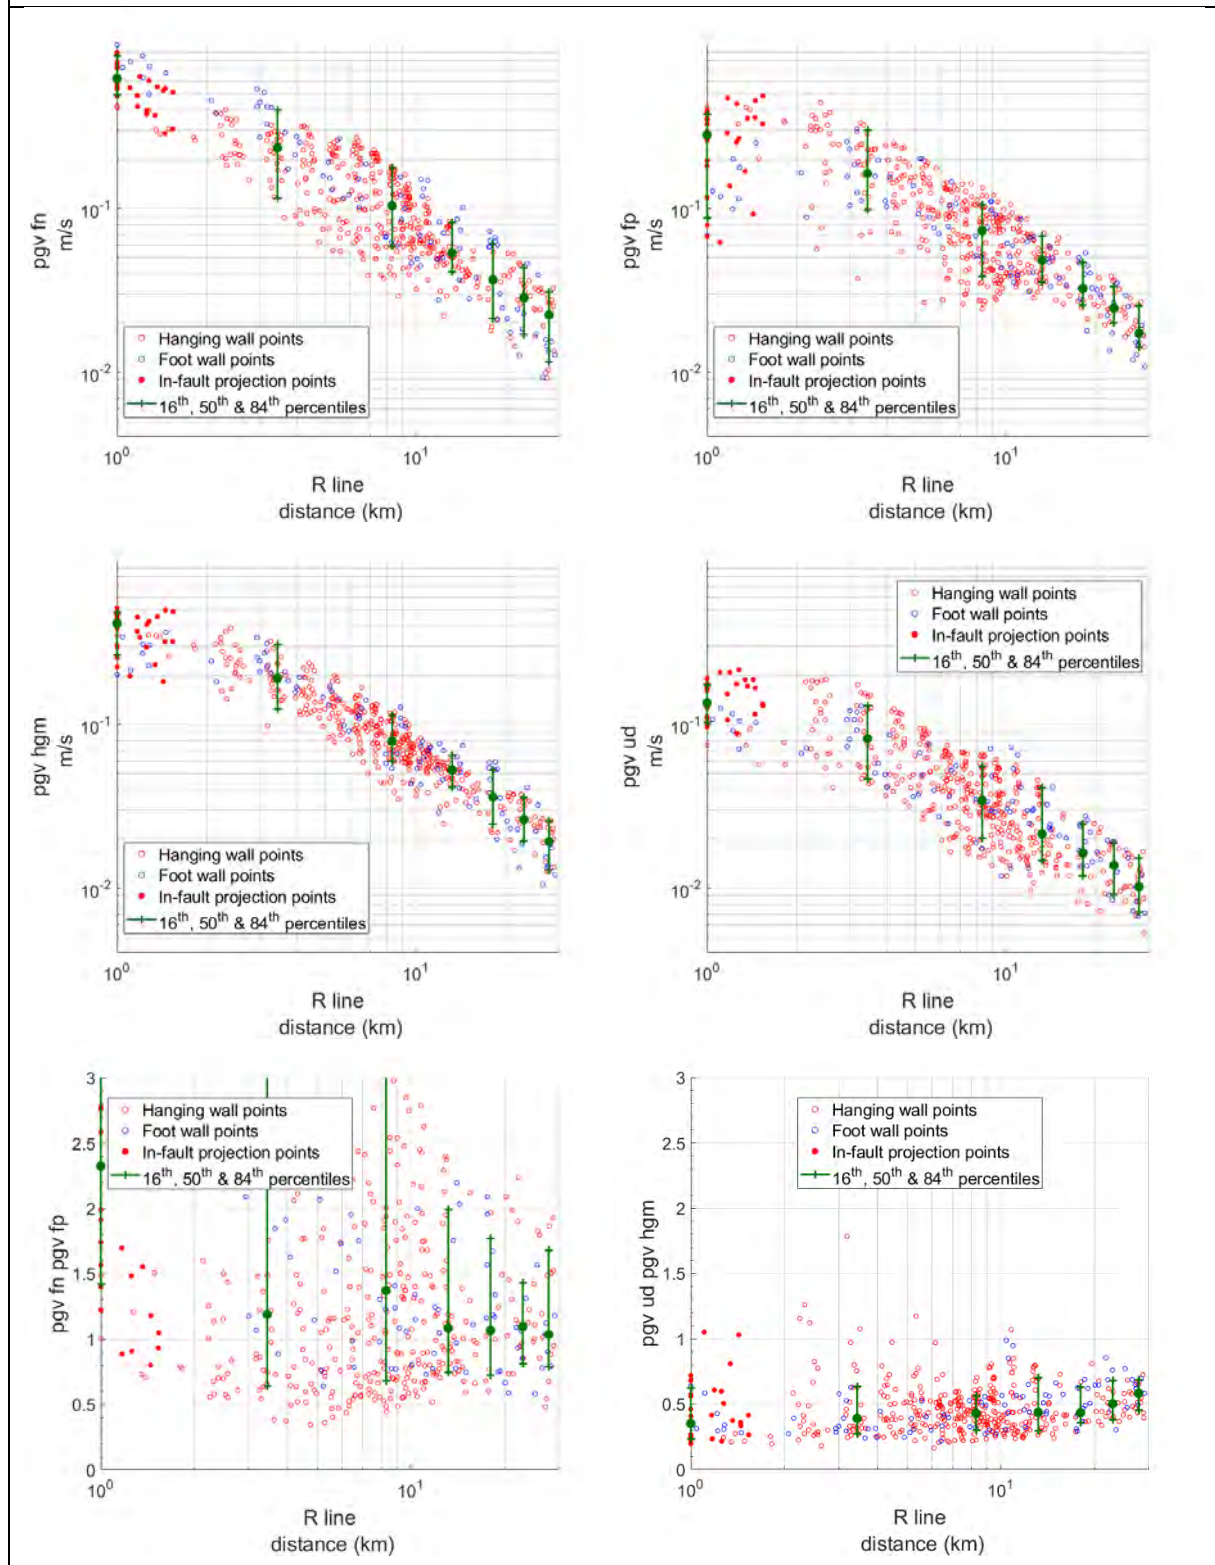 pgv fn
m/s
10^-1
10^-2
Hanging wall points
Foot wall points
In-fault projection points
16th, 50th & 84th percentiles
10^0
10^1
R line
distance (km)
pgv fp
m/s
10^-1
10^-2
Hanging wall points
Foot wall points
In-fault projection points
16th, 50th & 84th percentiles
10^0
10^1
R line
distance (km)
pgv hgm
m/s
10^-1
10^-2
Hanging wall points
Foot wall points
In-fault projection points
16th, 50th & 84th percentiles
10^0
10^1
R line
distance (km)
pgv ud
m/s
10^-1
10^-2
Hanging wall points
Foot wall points
In-fault projection points
16th, 50th & 84th percentiles
10^0
10^1
R line
distance (km)
pgv fn pgv fp
3
2.5
2
1.5
1
0.5
0
Hanging wall points
Foot wall points
In-fault projection points
16th, 50th & 84th percentiles
10^0
10^1
R line
distance (km)
pgv ud pgv hgm
3
2.5
2
1.5
1
0.5
0
Hanging wall points
Foot wall points
In-fault projection points
16th, 50th & 84th percentiles
10^0
10^1
R line
distance (km)